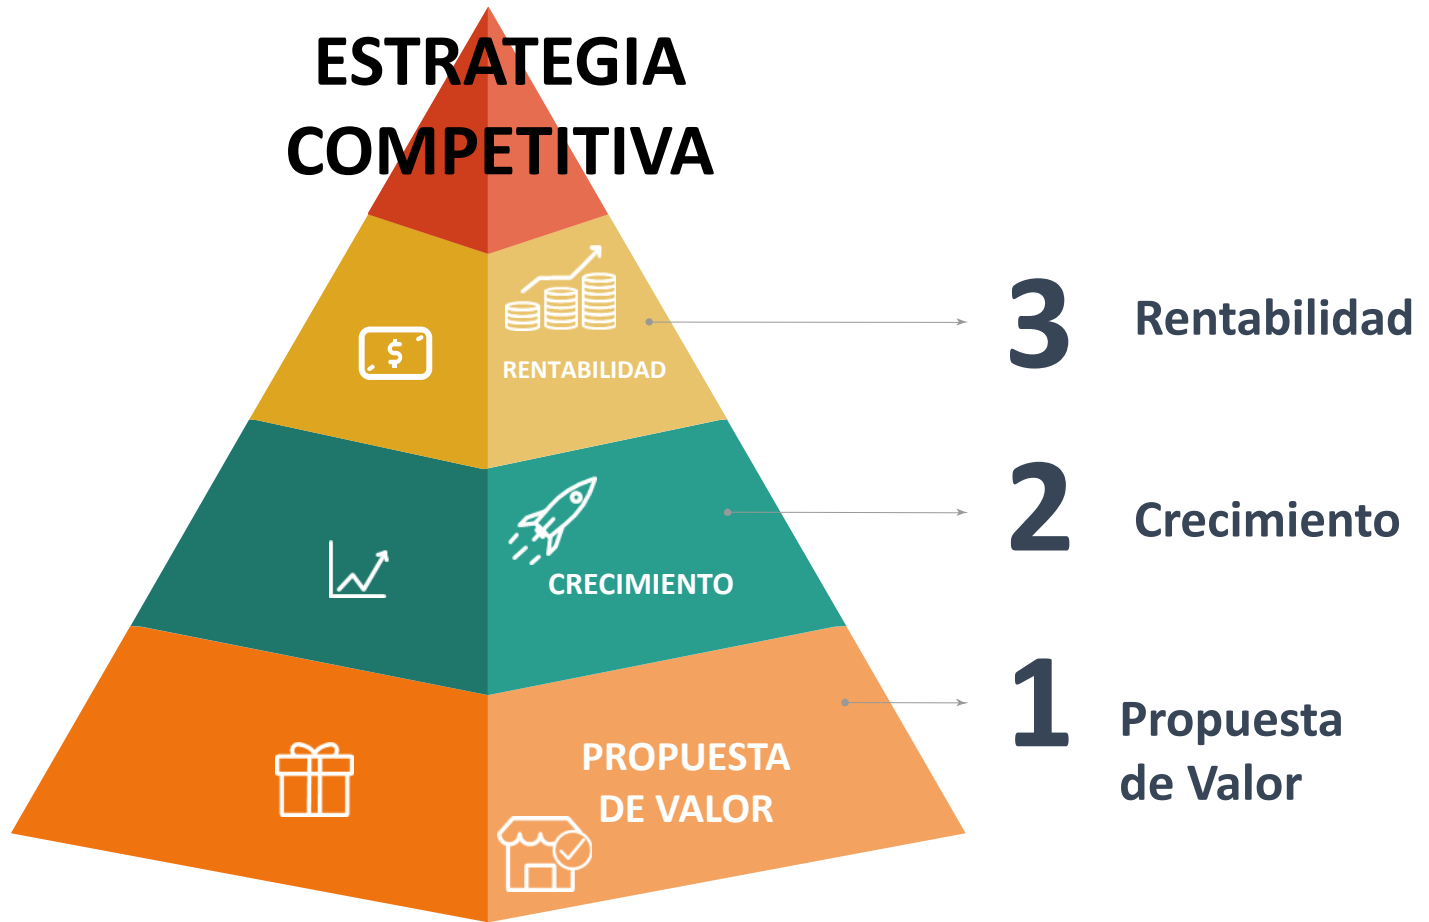 ESTRATEGIA
COMPETITIVA
$
RENTABILIDAD
3
Rentabilidad
CRECIMIENTO
2
Crecimiento
PROPUESTA
DE VALOR
1
Propuesta
de Valor